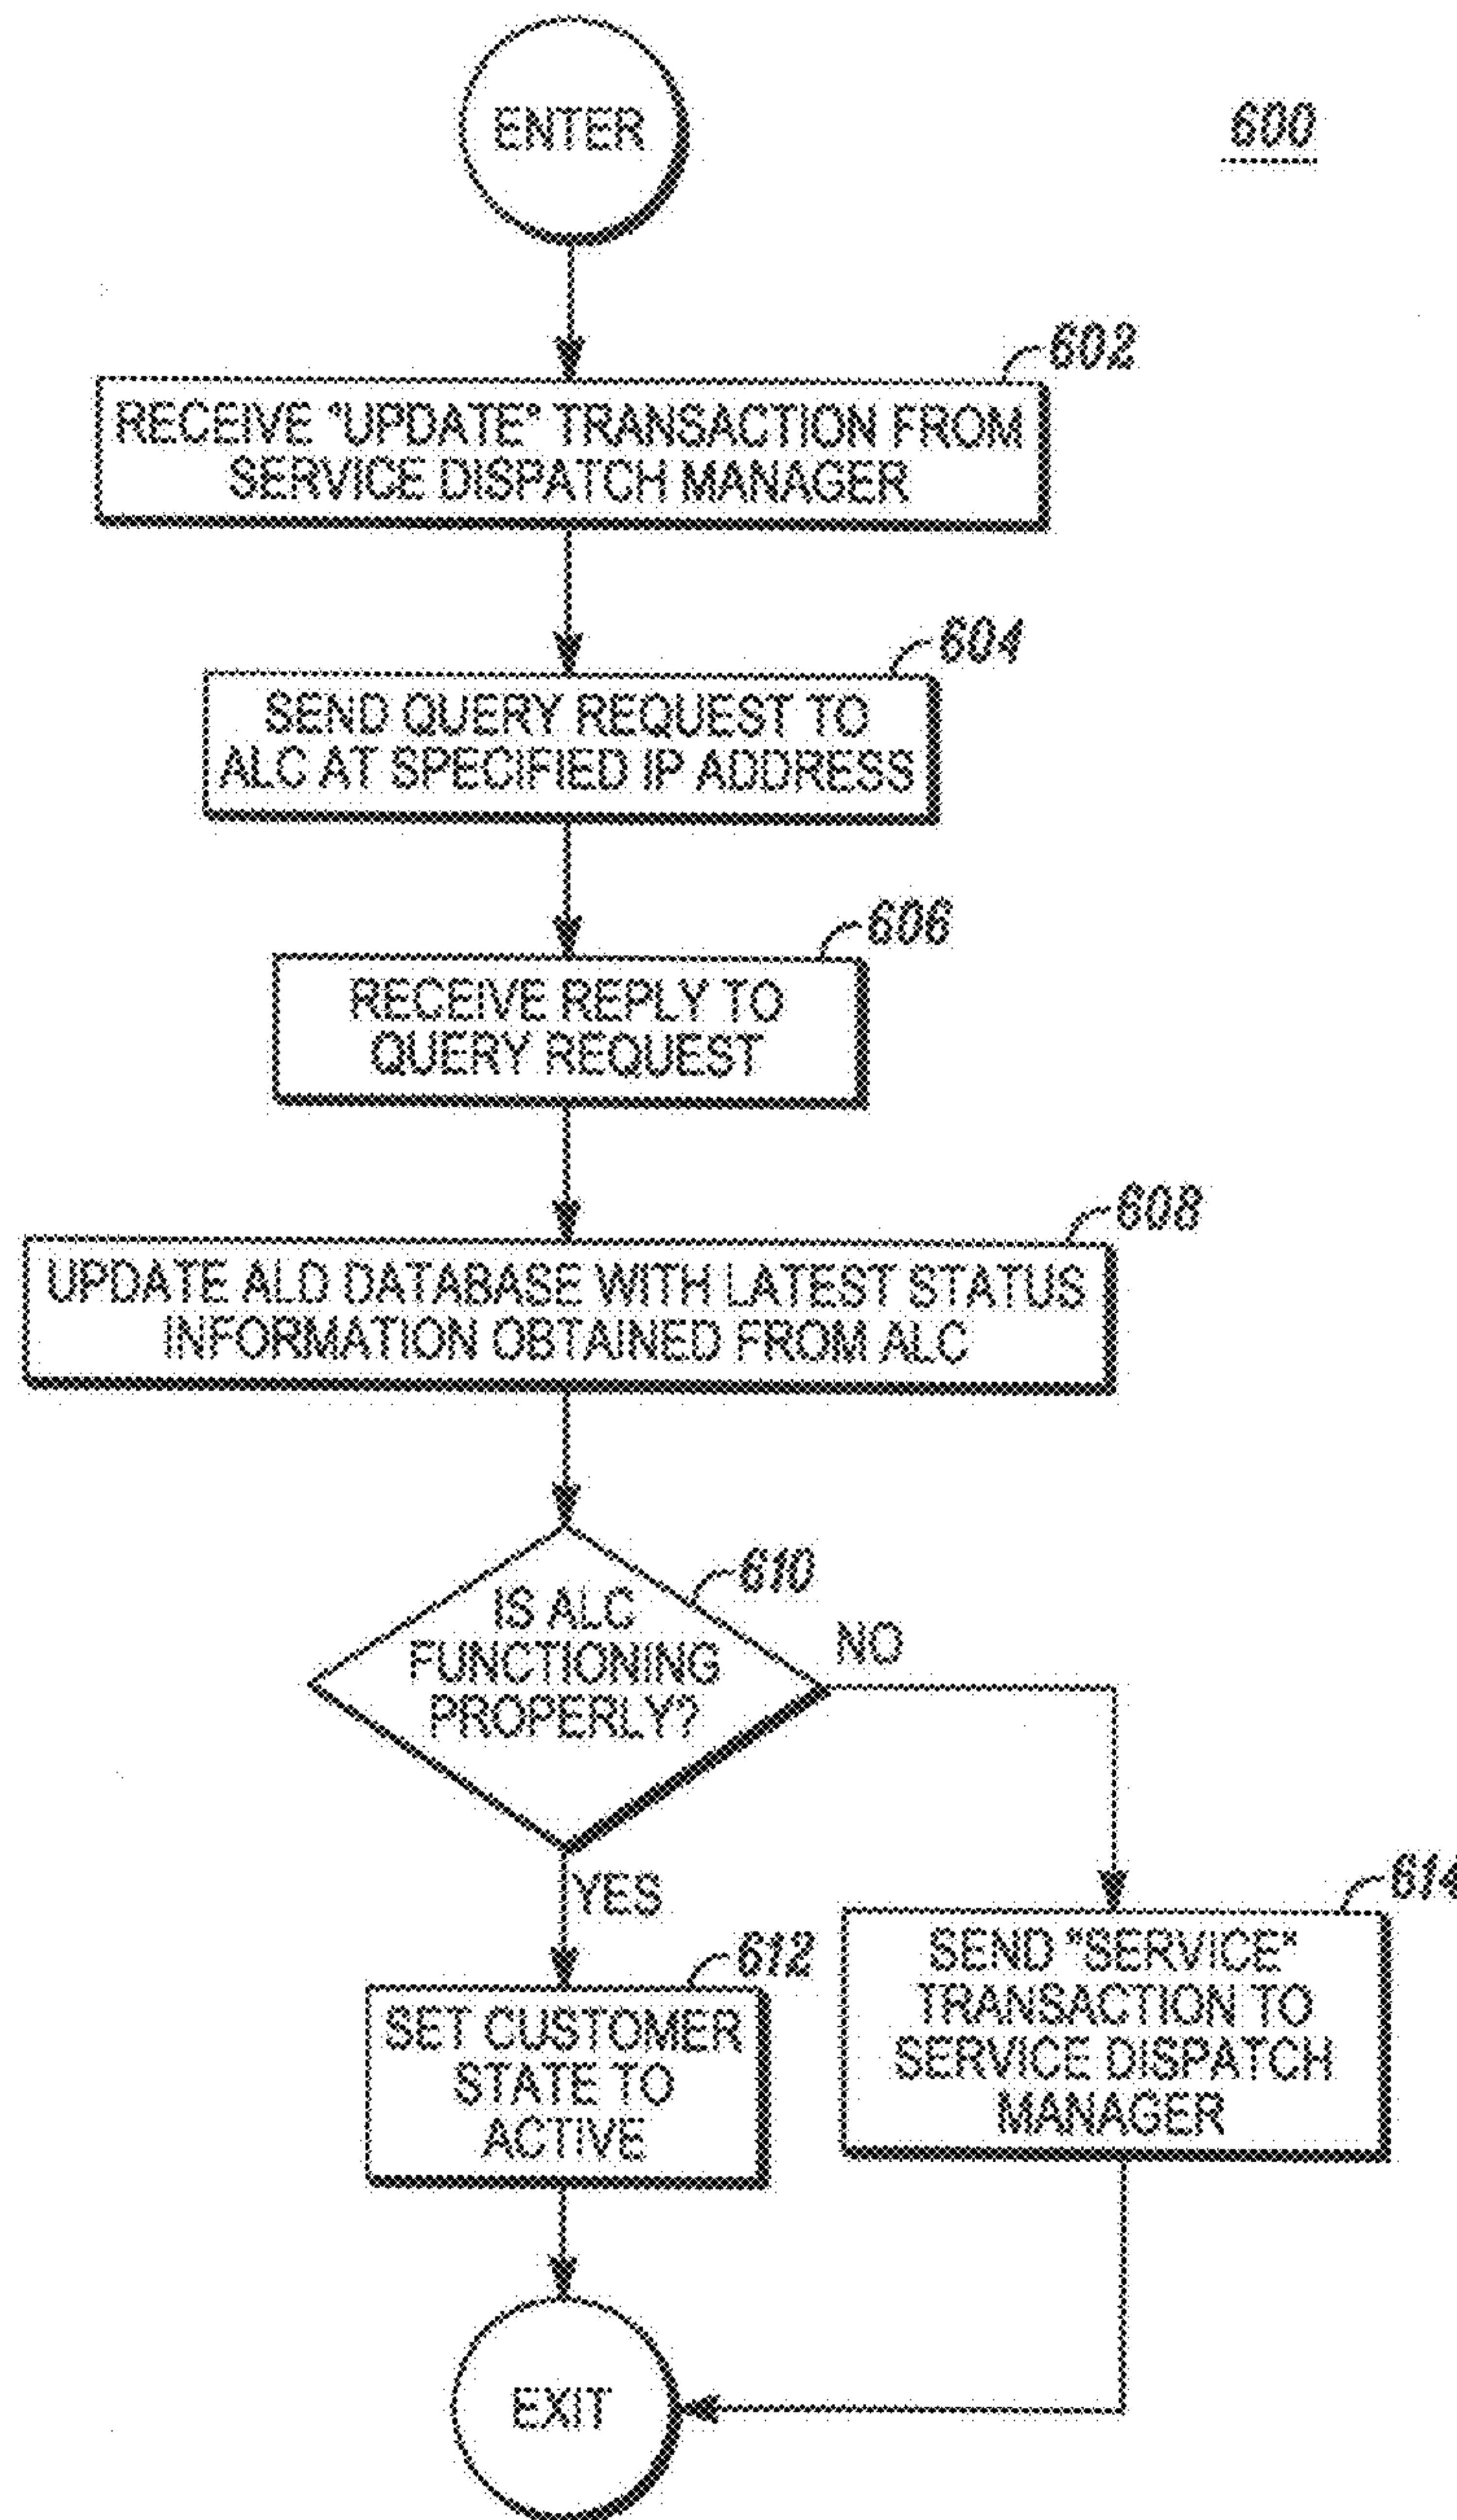 ENTER
600
602
RECEIVE "UPDATE" TRANSACTION FROM
SERVICE DISPATCH MANAGER
604
SEND QUERY REQUEST TO
ALC AT SPECIFIED IP ADDRESS
606
RECEIVE REPLY TO
QUERY REQUEST
608
UPDATE ALD DATABASE WITH LATEST STATUS
INFORMATION OBTAINED FROM ALC
610
IS ALC
FUNCTIONING
PROPERLY?
NO
YES
612
SET CUSTOMER
STATE TO
ACTIVE
614
SEND "SERVICE"
TRANSACTION TO
SERVICE DISPATCH
MANAGER
EXIT